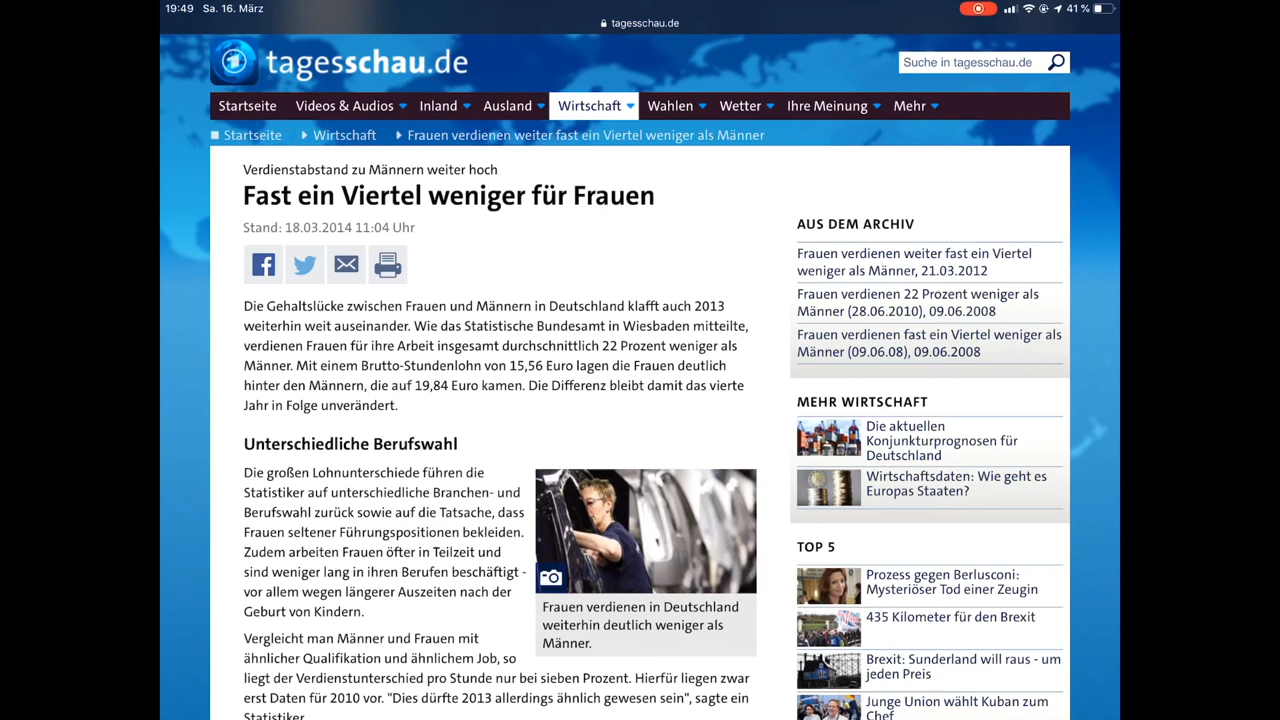 19:49 Sa. 16. März
41 %
tagesschau.de
tagesschau.de
Suche in tagesschau.de
Startseite Videos & Audios Inland Ausland Wirtschaft Wahlen Wetter Ihre Meinung Mehr
Startseite Wirtschaft Frauen verdienen weiter fast ein Viertel weniger als Männer
Verdienstabstand zu Männern weiter hoch
Fast ein Viertel weniger für Frauen
Stand: 18.03.2014 11:04 Uhr
Die Gehaltslücke zwischen Frauen und Männern in Deutschland klafft auch 2013
weiterhin weit auseinander. Wie das Statistische Bundesamt in Wiesbaden mitteilte,
verdienen Frauen für ihre Arbeit insgesamt durchschnittlich 22 Prozent weniger als
Männer. Mit einem Brutto-Stundenlohn von 15,56 Euro lagen die Frauen deutlich
hinter den Männern, die auf 19,84 Euro kamen. Die Differenz bleibt damit das vierte
Jahr in Folge unverändert.
Unterschiedliche Berufswahl
Die großen Lohnunterschiede führen die
Statistiker auf unterschiedliche Branchen- und
Berufswahl zurück sowie auf die Tatsache, dass
Frauen seltener Führungspositionen bekleiden.
Zudem arbeiten Frauen öfter in Teilzeit und
sind weniger lang in ihren Berufen beschäftigt -
vor allem wegen längerer Auszeiten nach der
Geburt von Kindern.
Frauen verdienen in Deutschland
weiterhin deutlich weniger als
Männer.
Vergleicht man Männer und Frauen mit
ähnlicher Qualifikation und ähnlichem Job, so
liegt der Verdienstunterschied pro Stunde nur bei sieben Prozent. Hierfür liegen zwar
erst Daten für 2010 vor. "Dies dürfte 2013 allerdings ähnlich gewesen sein", sagte ein
Statistiker.
AUS DEM ARCHIV
Frauen verdienen weiter fast ein Viertel
weniger als Männer, 21.03.2012
Frauen verdienen 22 Prozent weniger als
Männer (28.06.2010), 09.06.2008
Frauen verdienen fast ein Viertel weniger als
Männer (09.06.08), 09.06.2008
MEHR WIRTSCHAFT
Die aktuellen
Konjunkturprognosen für
Deutschland
Wirtschaftsdaten: Wie geht es
Europas Staaten?
TOP 5
Prozess gegen Berlusconi:
Mysteriöser Tod einer Zeugin
435 Kilometer für den Brexit
Brexit: Sunderland will raus - um
jeden Preis
Junge Union wählt Kuban zum
Chef